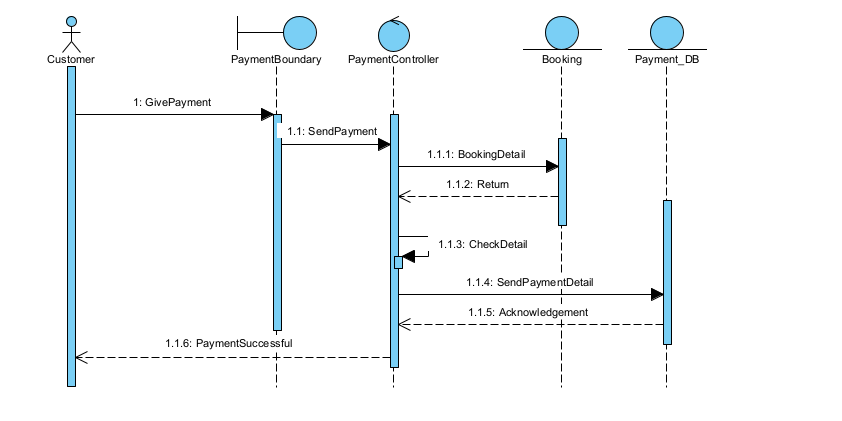 Customer
PaymentBoundary
PaymentController
Booking
Payment_DB
1: GivePayment
1.1: SendPayment
1.1.1: BookingDetail
1.1.2: Return
1.1.3: CheckDetail
1.1.4: SendPaymentDetail
1.1.5: Acknowledgement
1.1.6: PaymentSuccessful